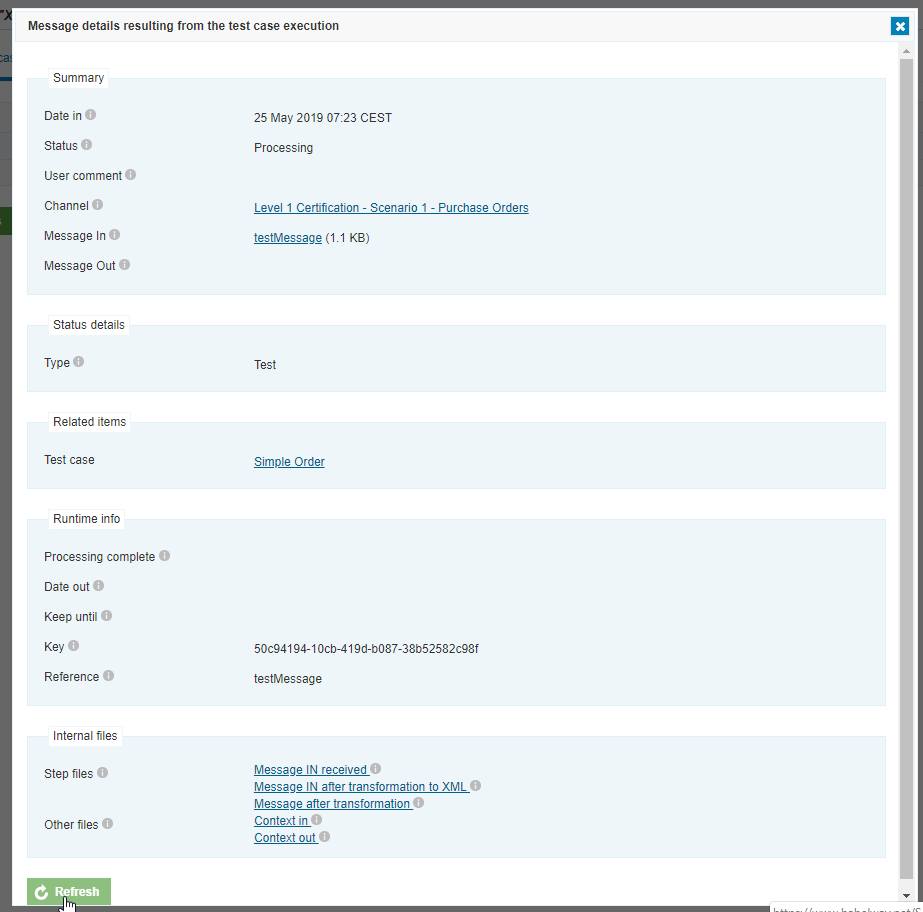 "X
Message details resulting from the test case execution
cas
Summary
Date in
25 May 2019 07:23 CEST
Status
Processing
User comment
Channel
Level 1 Certification - Scenario 1 - Purchase Orders
Message In
testMessage (1.1 KB)
Message Out
Status details
Type
Test
Related items
Test case
Simple Order
Runtime info
Processing complete
Date out
Keep until
Key
50c94194-10cb-419d-b087-38b52582c98f
Reference
testMessage
Internal files
Step files
Message IN received
Message IN after transformation to XML
Message after transformation
Other files
Context in
Context out
Refresh